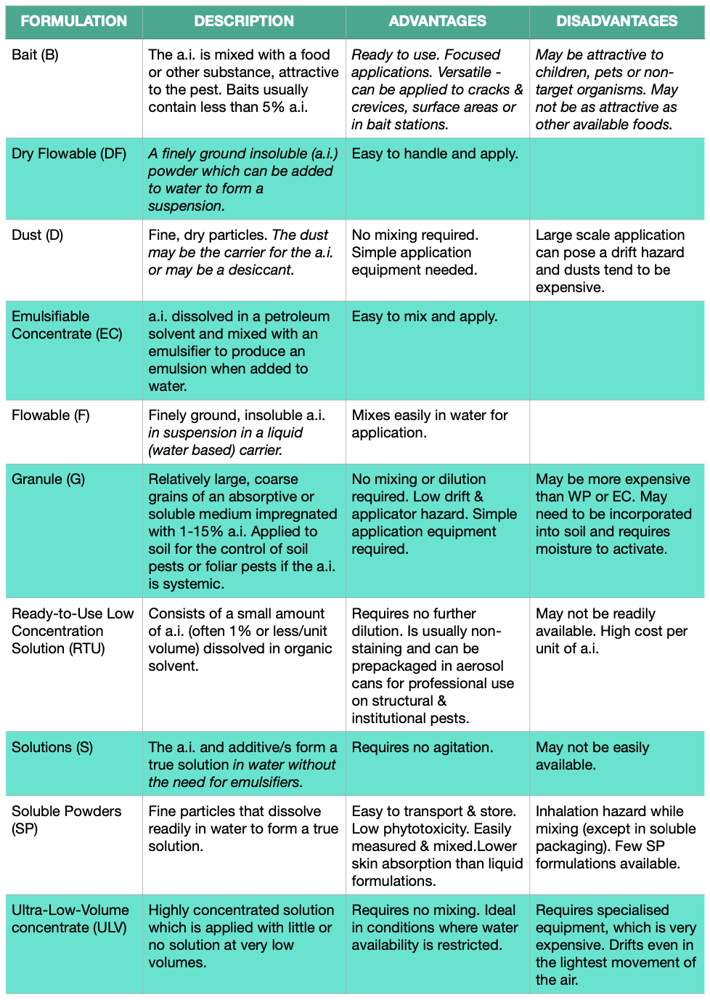 FORMULATION
DESCRIPTION
ADVANTAGES
DISADVANTAGES
Bait (B)
The a.i. is mixed with a food
or other substance, attractive
to the pest. Baits usually
contain less than 5% a.i.
Ready to use. Focused
applications. Versatile -
can be applied to cracks &
crevices, surface areas or
in bait stations.
May be attractive to
children, pets or non-
target organisms. May
not be as attractive as
other available foods.
Dry Flowable (DF)
A finely ground insoluble (a.i.)
powder which can be added
to water to form a
suspension.
Easy to handle and apply.
Dust (D)
Fine, dry particles. The dust
may be the carrier for the a.i.
or may be a desiccant.
No mixing required.
Simple application
equipment needed.
Large scale application
can pose a drift hazard
and dusts tend to be
expensive.
Emulsifiable
Concentrate (EC)
a.i. dissolved in a petroleum
solvent and mixed with an
emulsifier to produce an
emulsion when added to
water.
Easy to mix and apply.
Flowable (F)
Finely ground, insoluble a.i.
in suspension in a liquid
(water based) carrier.
Mixes easily in water for
application.
Granule (G)
Relatively large, coarse
grains of an absorptive or
soluble medium impregnated
with 1-15% a.i. Applied to
soil for the control of soil
pests or foliar pests if the a.i.
is systemic.
No mixing or dilution
required. Low drift &
applicator hazard. Simple
application equipment
required.
May be more expensive
than WP or EC. May
need to be incorporated
into soil and requires
moisture to activate.
Ready-to-Use Low
Concentration
Solution (RTU)
Consists of a small amount
of a.i. (often 1% or less/unit
volume) dissolved in organic
solvent.
Requires no further
dilution. Is usually non-
staining and can be
prepackaged in aerosol
cans for professional use
on structural &
institutional pests.
May not be readily
available. High cost per
unit of a.i.
Solutions (S)
The a.i. and additive/s form a
true solution in water without
the need for emulsifiers.
Requires no agitation.
May not be easily
available.
Soluble Powders
(SP)
Fine particles that dissolve
readily in water to form a true
solution.
Easy to transport & store.
Low phytotoxicity. Easily
measured & mixed.Lower
skin absorption than liquid
formulations.
Inhalation hazard while
mixing (except in soluble
packaging). Few SP
formulations available.
Ultra-Low-Volume
concentrate (ULV)
Highly concentrated solution
which is applied with little or
no solution at very low
volumes.
Requires no mixing. Ideal
in conditions where water
availability is restricted.
Requires specialised
equipment, which is very
expensive. Drifts even in
the lightest movement of
the air.